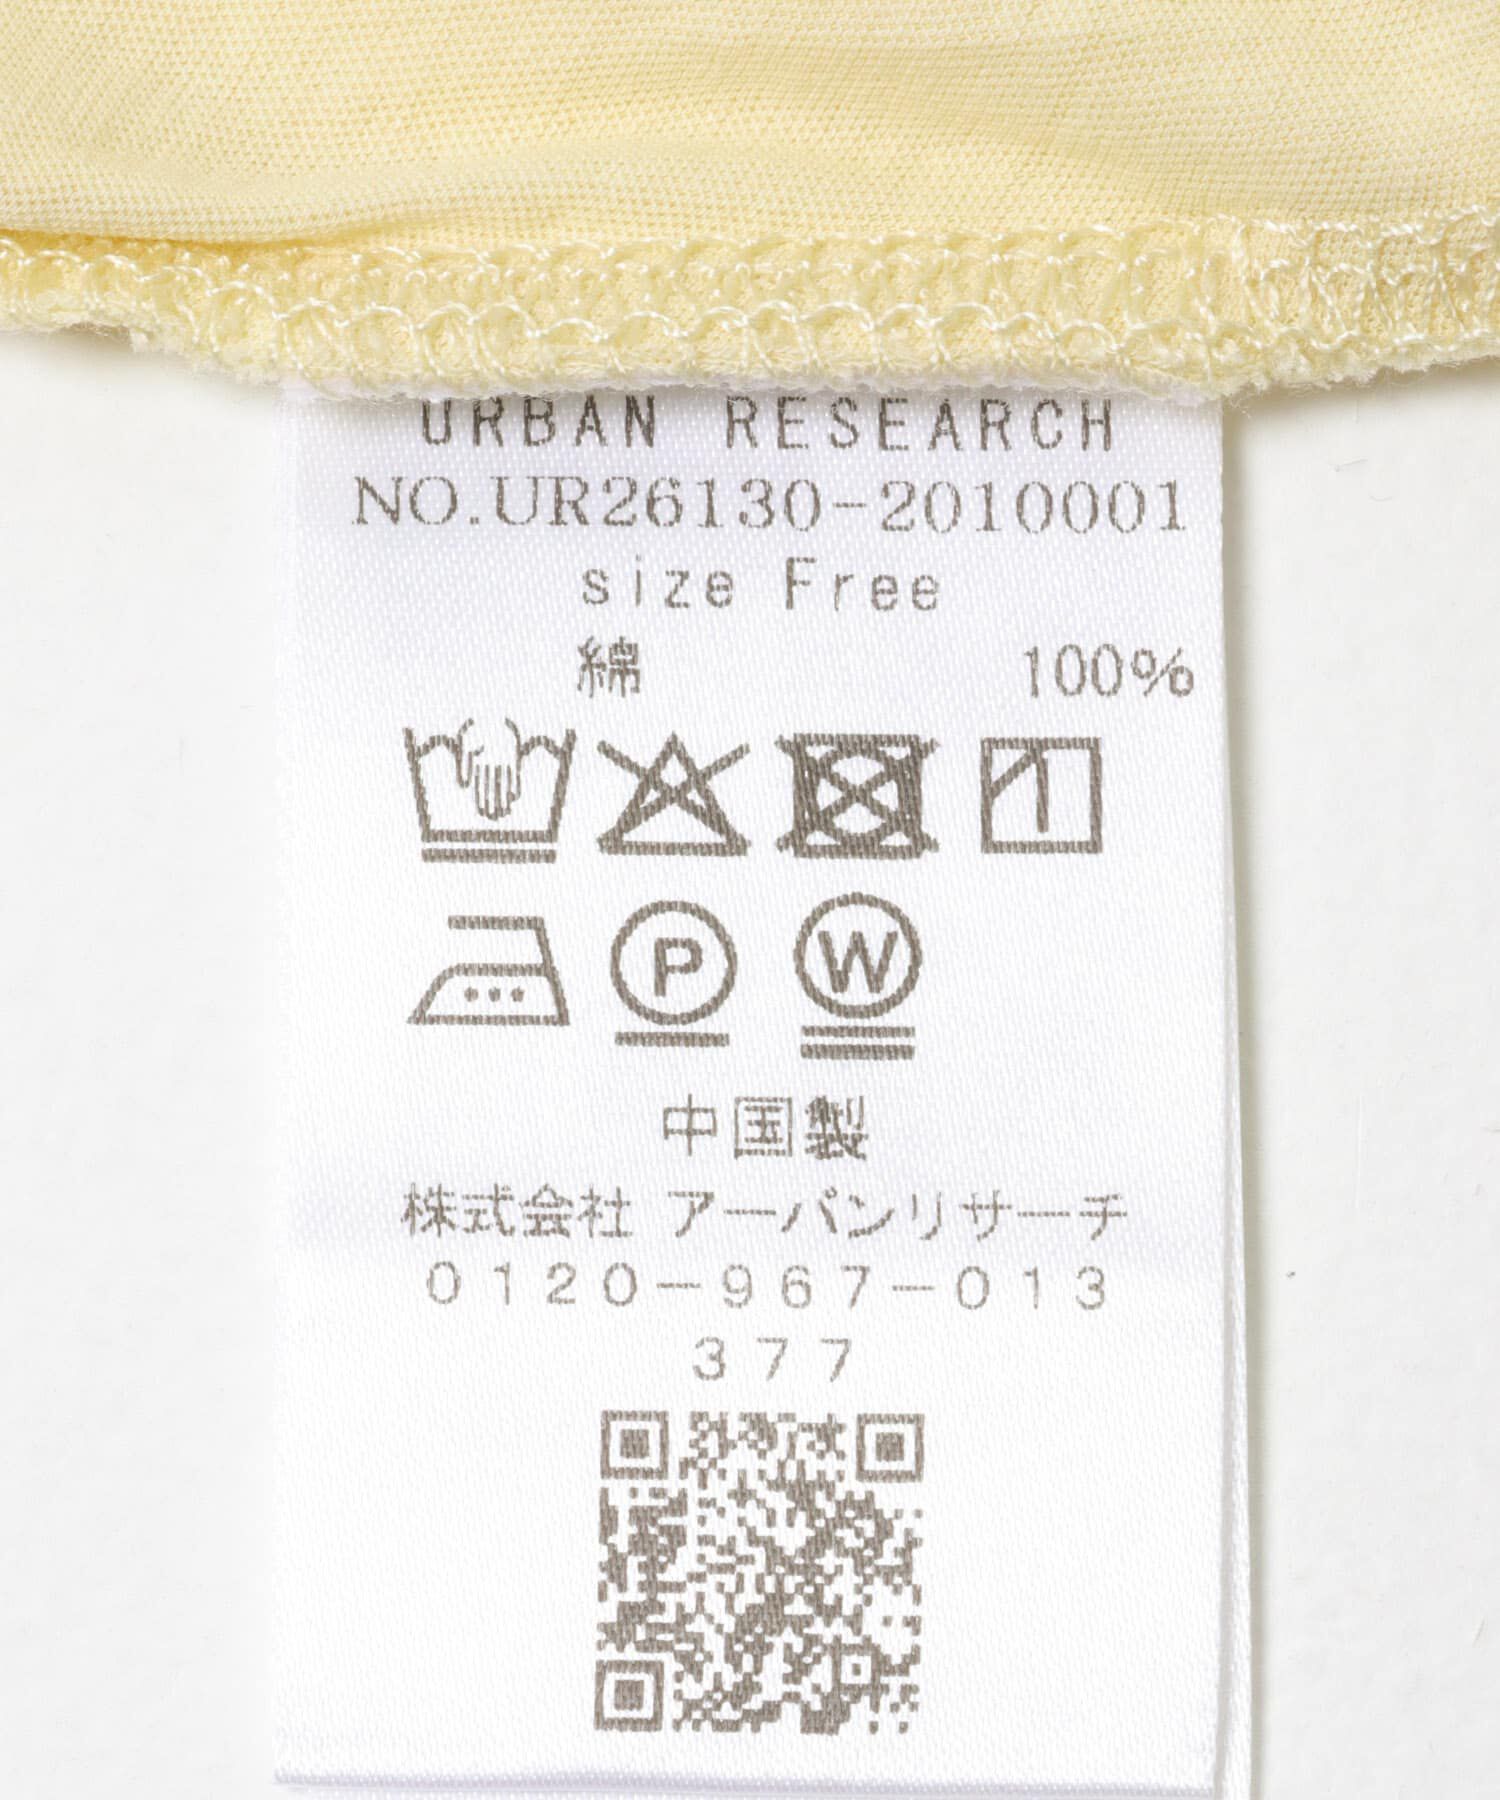 URBAN RESEARCH
NO.UR26130-2010001
size Free
綿 100%
P W
中国製
株式会社 アーバンリサーチ
0120-967-013
377